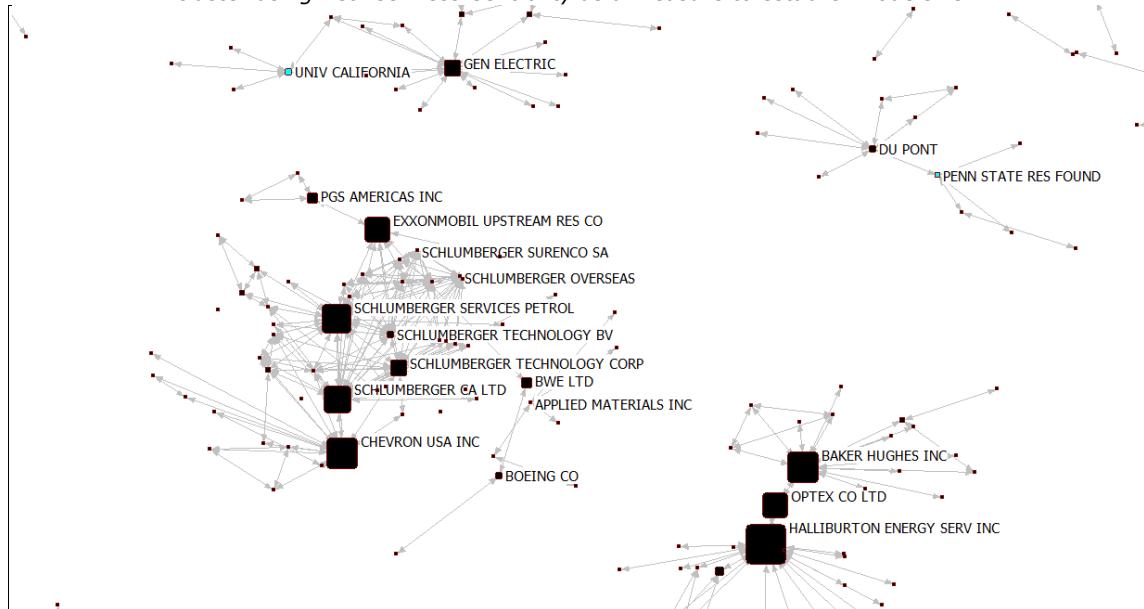 GEN ELECTRIC
UNIV CALIFORNIA
DU PONT
PENN STATE RES FOUND
PGS AMERICAS INC
EXXONMOBIL UPSTREAM RES CO
SCHLUMBERGER SURENCO SA
SCHLUMBERGER OVERSEAS
SCHLUMBERGER SERVICES PETROL
SCHLUMBERGER TECHNOLOGY BV
SCHLUMBERGER TECHNOLOGY CORP
BWE LTD
SCHLUMBERGER CA LTD
APPLIED MATERIALS INC
CHEVRON USA INC
BAKER HUGHES INC
BOEING CO
OPTEX CO LTD
HALLIBURTON ENERGY SERV INC